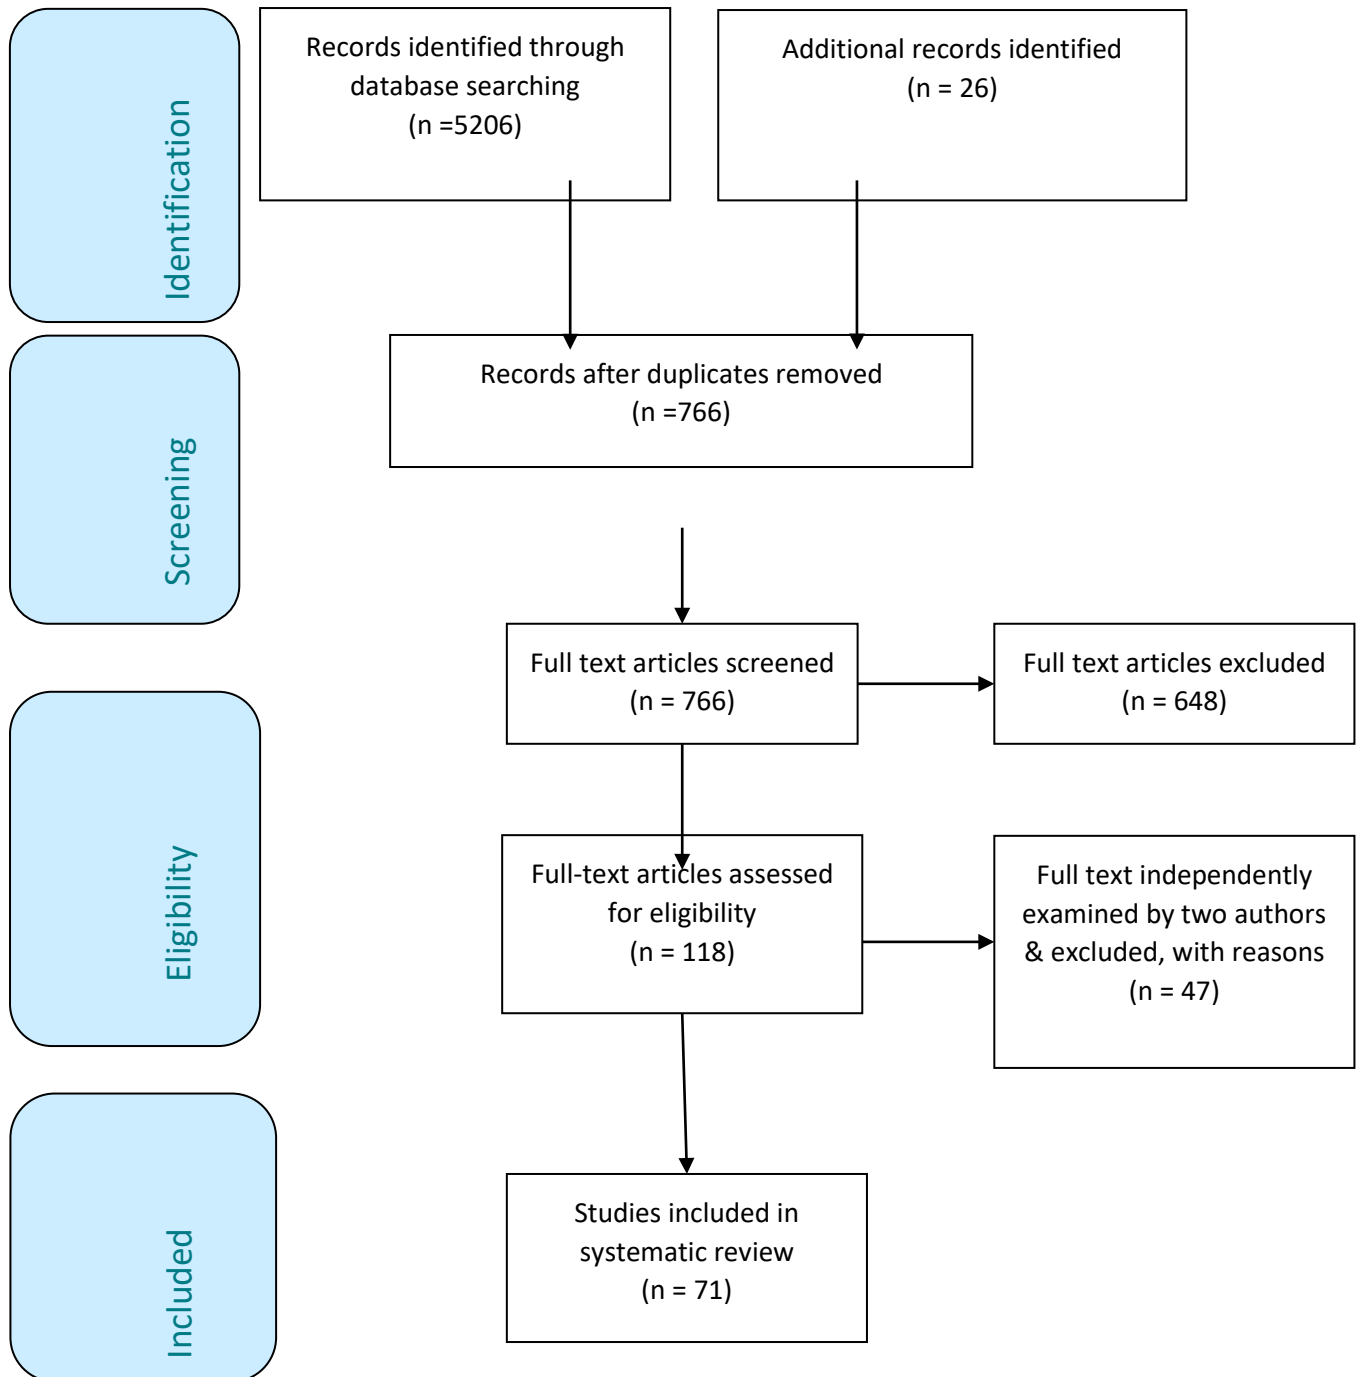 Identification
Records identified through
database searching
(n =5206)
Additional records identified
(n = 26)
Screening
Records after duplicates removed
(n =766)
Full text articles screened
(n = 766)
Full text articles excluded
(n = 648)
Eligibility
Full-text articles assessed
for eligibility
(n = 118)
Full text independently
examined by two authors
& excluded, with reasons
(n = 47)
Included
Studies included in
systematic review
(n = 71)